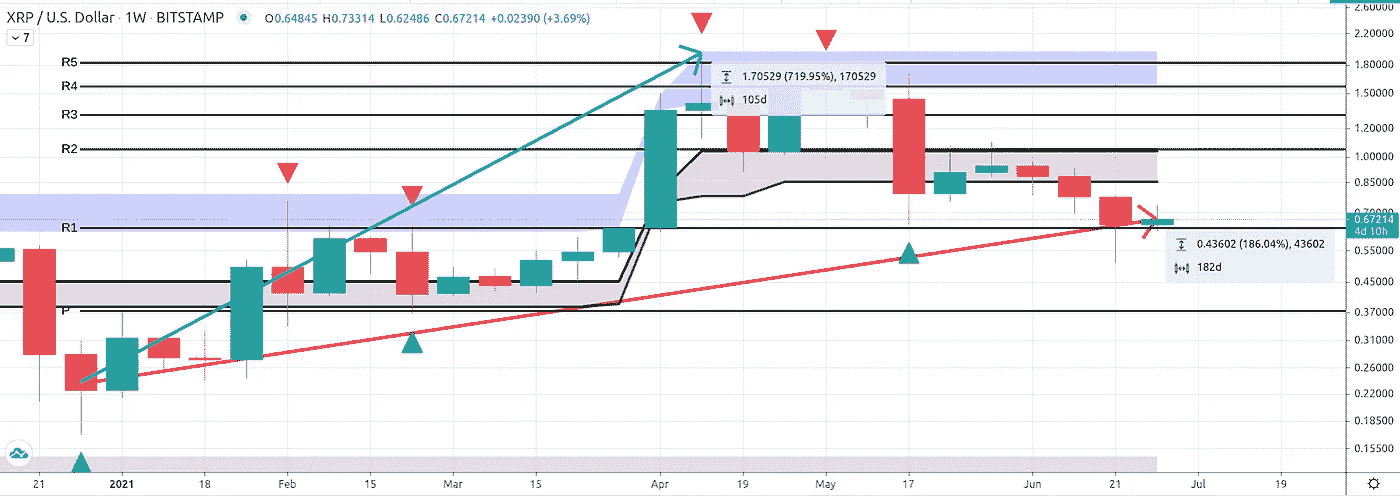 XRP / U.S. Dollar · 1W · BITSTAMP O0.64845 H0.73314 L0.62486 C0.67214 +0.02390 (+3.69%)
7
R5
R4
R3
R2
R1
P
1.70529 (719.95%), 170529
105d
0.43602 (186.04%), 43602
182d
2.60000
2.20000
1.80000
1.50000
1.20000
1.00000
0.85000
0.67214
4d 10h
0.55000
0.45000
0.37000
0.31000
0.26000
0.22000
0.18500
0.15500
21 2021 18 Feb 15 Mar 15 Apr 19 May 17 Jun 21 Jul 19